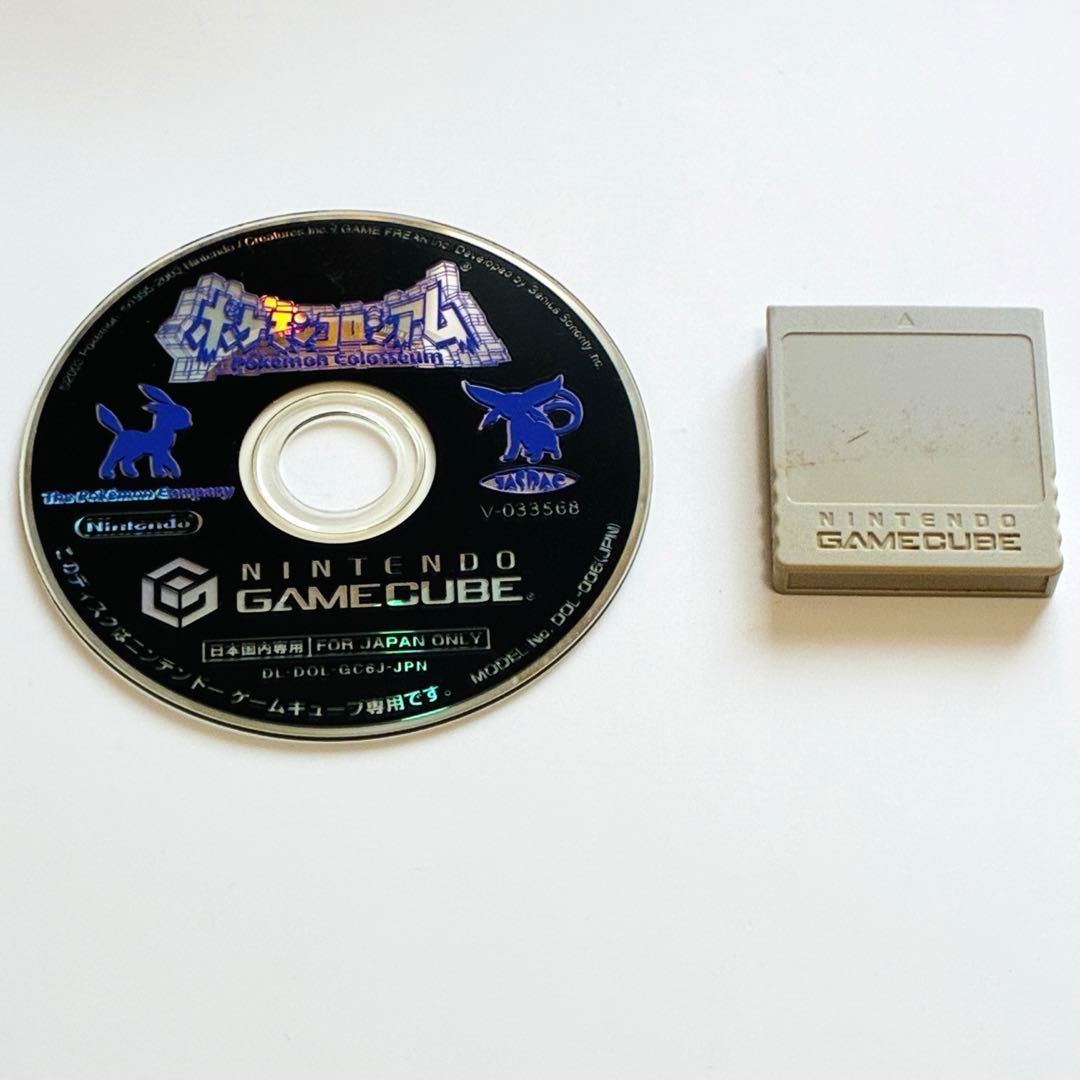 ©2003 Pokémon. ©1995-2003 Nintendo / Creatures Inc. / GAME FREAK inc. Developed by Genius Sonority inc.
ポケモンコロシアム®
Pokémon Colosseum
The Pokémon Company
Nintendo
JASRAC
V-033568
NINTENDO
GAMECUBE®
日本国内専用 FOR JAPAN ONLY
DL-DOL-GC6J-JPN
このディスクはニンテンドーゲームキューブ専用です。
MODEL No. DOL-006(JPN)
NINTENDO
GAMECUBE